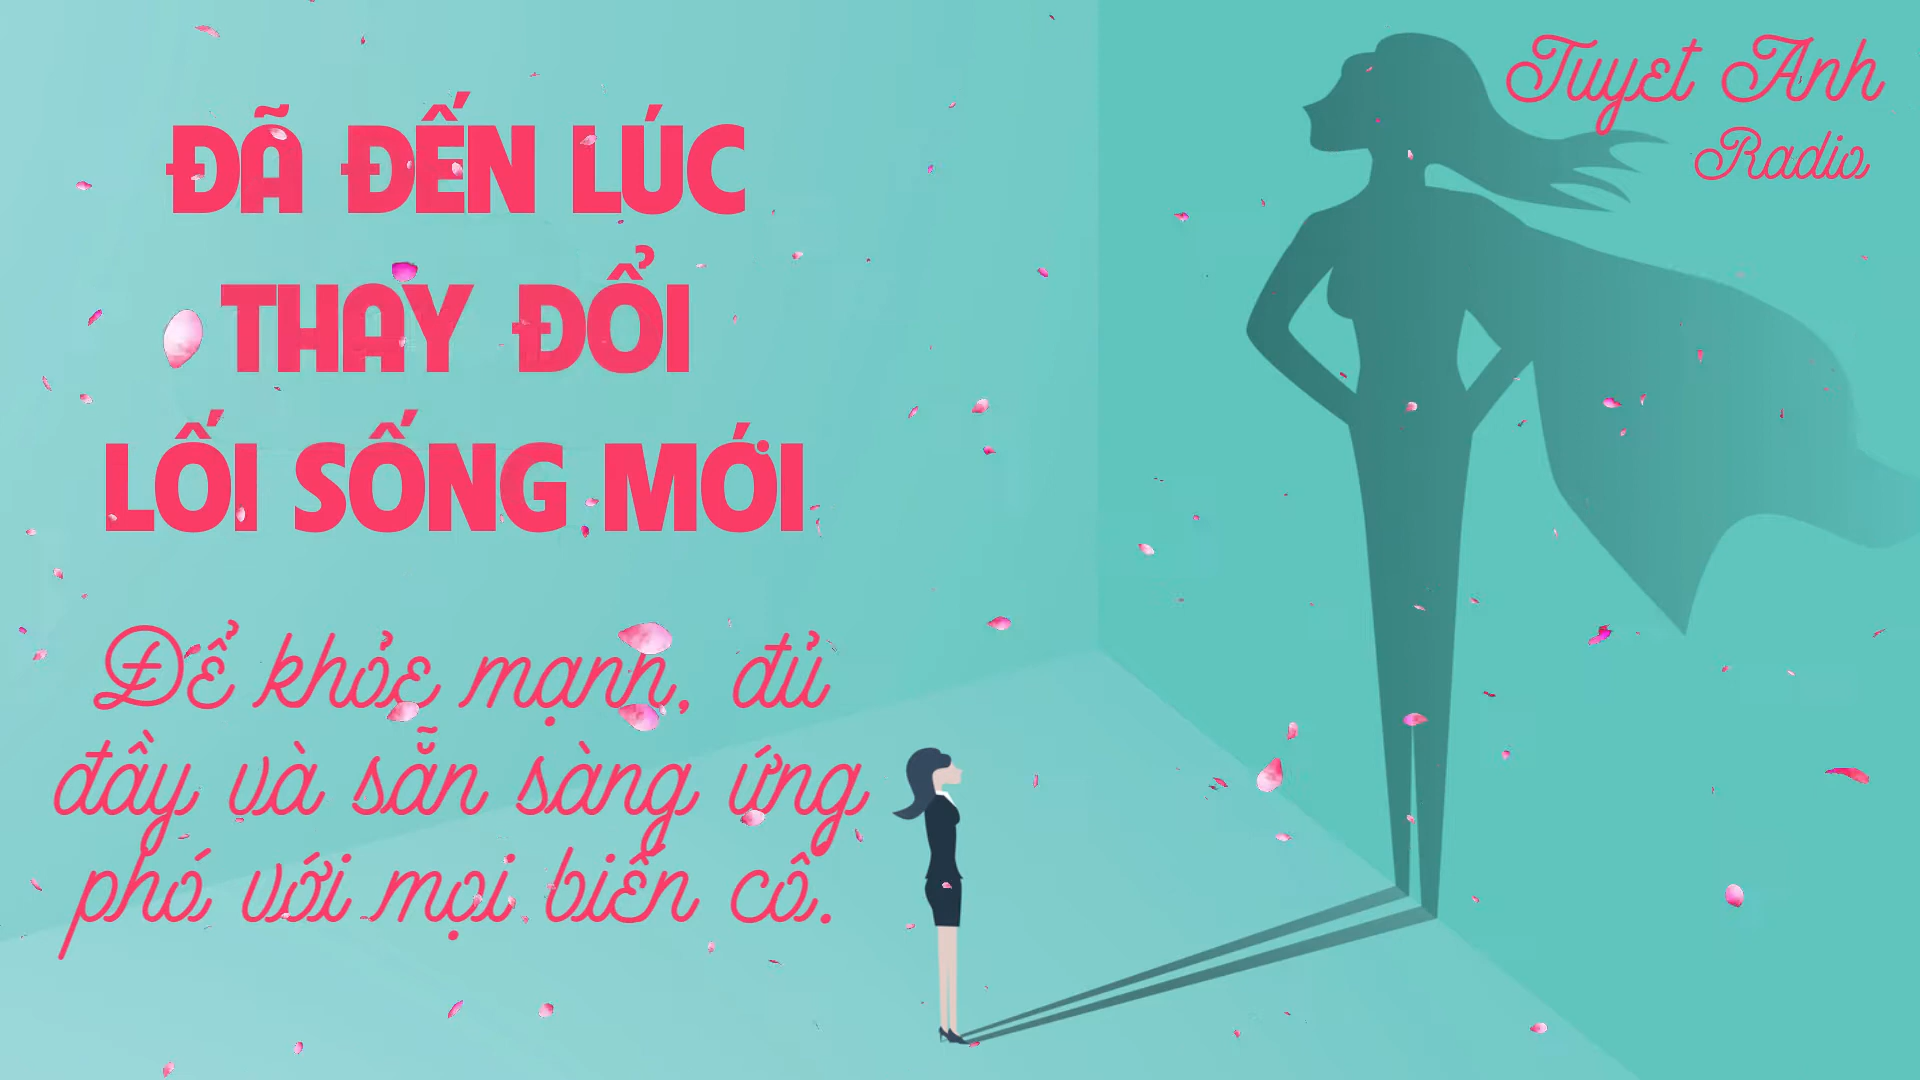 Tuyet Anh
Radio
ĐÃ ĐẾN LÚC
THAY ĐỔI
LỐI SỐNG MỚI
Để khỏe mạnh, đủ
đầy và sẵn sàng ứng
phó với mọi biến cô.